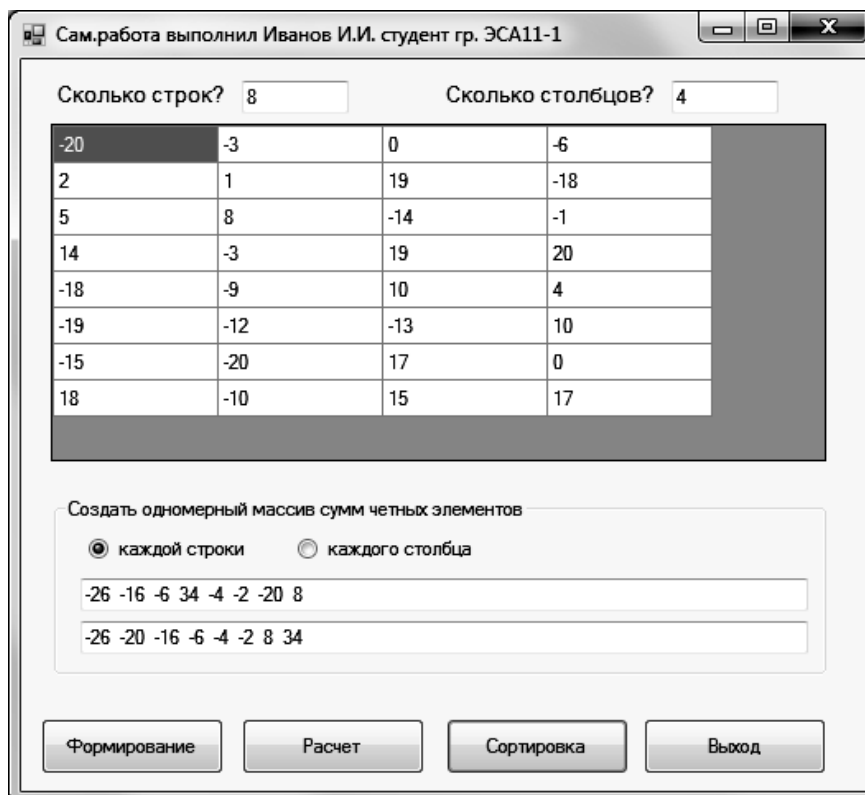 Сам.работа выполнил Иванов И.И. студент гр. ЭСА11-1
Сколько строк? 8 Сколько столбцов? 4
-20 -3 0 -6
2 1 19 -18
5 8 -14 -1
14 -3 19 20
-18 -9 10 4
-19 -12 -13 10
-15 -20 17 0
18 -10 15 17
Создать одномерный массив сумм четных элементов
каждой строки каждого столбца
-26 -16 -6 34 -4 -2 -20 8
-26 -20 -16 -6 -4 -2 8 34
Формирование Расчет Сортировка Выход